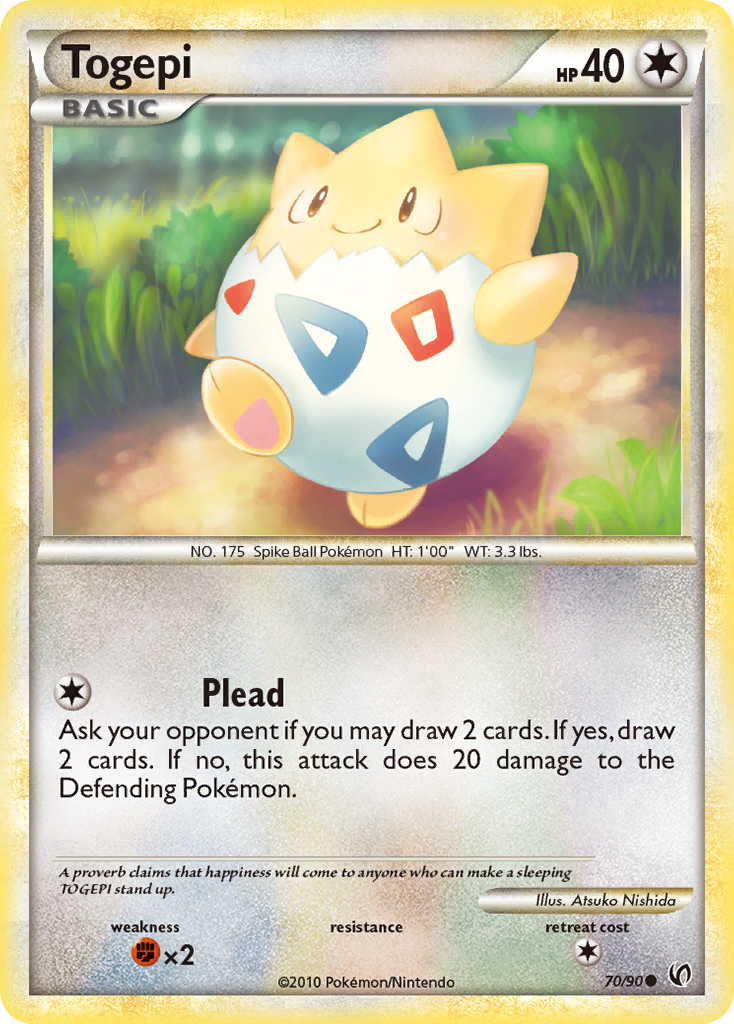 Togepi
HP 40
BASIC
NO. 175 Spike Ball Pokémon HT: 1'00" WT: 3.3 lbs.
Plead
Ask your opponent if you may draw 2 cards. If yes, draw
2 cards. If no, this attack does 20 damage to the
Defending Pokémon.
A proverb claims that happiness will come to anyone who can make a sleeping
TOGEPI stand up.
Illus. Atsuko Nishida
weakness resistance retreat cost
×2
©2010 Pokémon/Nintendo
70/90